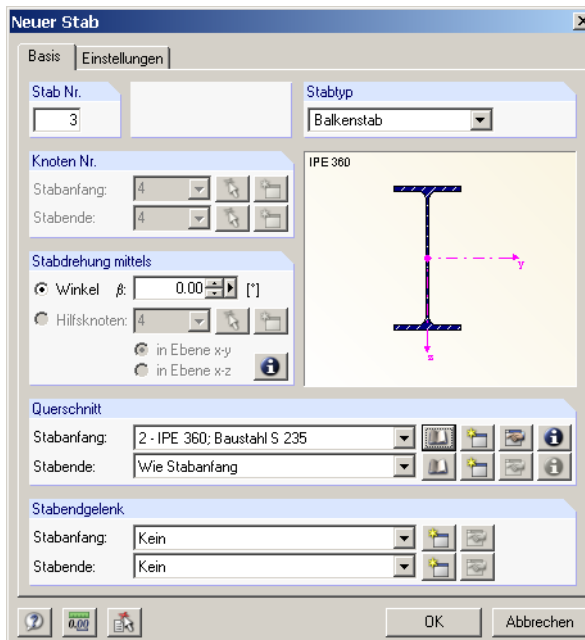 Neuer Stab
Basis
Einstellungen
Stab Nr.
3
Stabtyp
Balkenstab
Knoten Nr.
Stabanfang: 4
Stabende: 4
IPE 360
y
z
Stabdrehung mittels
Winkel β: 0.00 [°]
Hilfsknoten: 4
in Ebene x-y
in Ebene x-z
Querschnitt
Stabanfang: 2 - IPE 360; Baustahl S 235
Stabende: Wie Stabanfang
Stabendgelenk
Stabanfang: Kein
Stabende: Kein
0.00
OK
Abbrechen